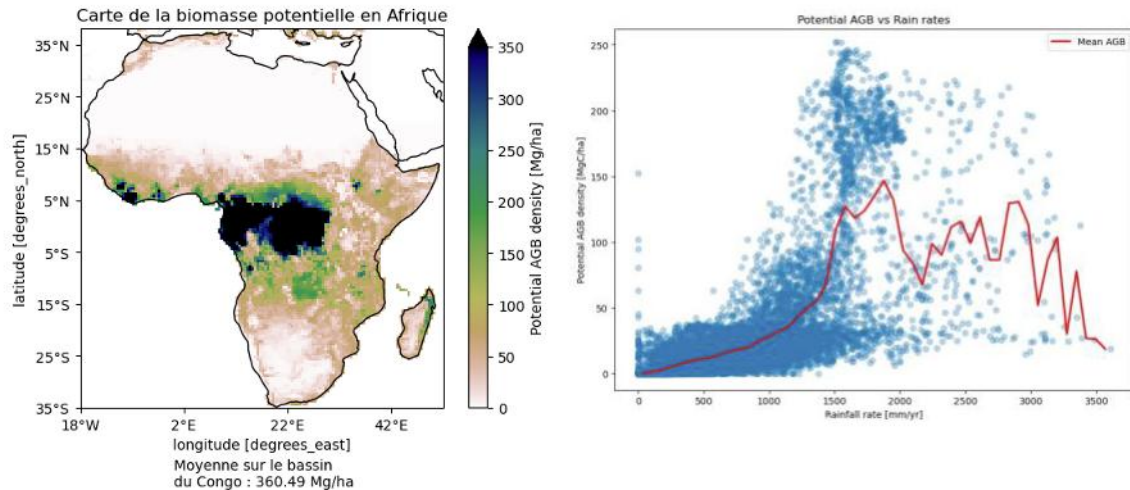 Carte de la biomasse potentielle en Afrique
35°N
25°N
15°N
5°N
5°S
15°S
25°S
35°S
18°W
2°E
22°E
42°E
latitude [degrees_north]
longitude [degrees_east]
Moyenne sur le bassin
du Congo : 360.49 Mg/ha
350
300
250
200
150
100
50
0
Potential AGB density [Mg/ha]
Potential AGB vs Rain rates
Mean AGB
250
200
150
100
50
0
Potential AGB density [MgC/ha]
0
500
1000
1500
2000
2500
3000
3500
Rainfall rate [mm/yr]